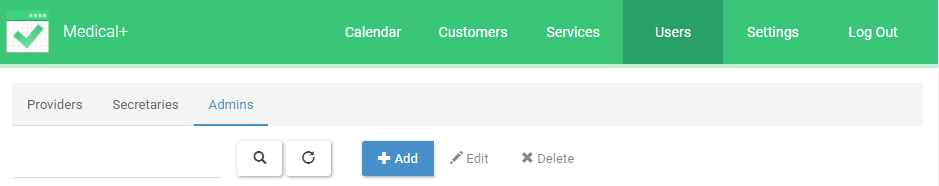 Medical+ Calendar Customers Services Users Settings Log Out
Providers Secretaries Admins
Add Edit Delete